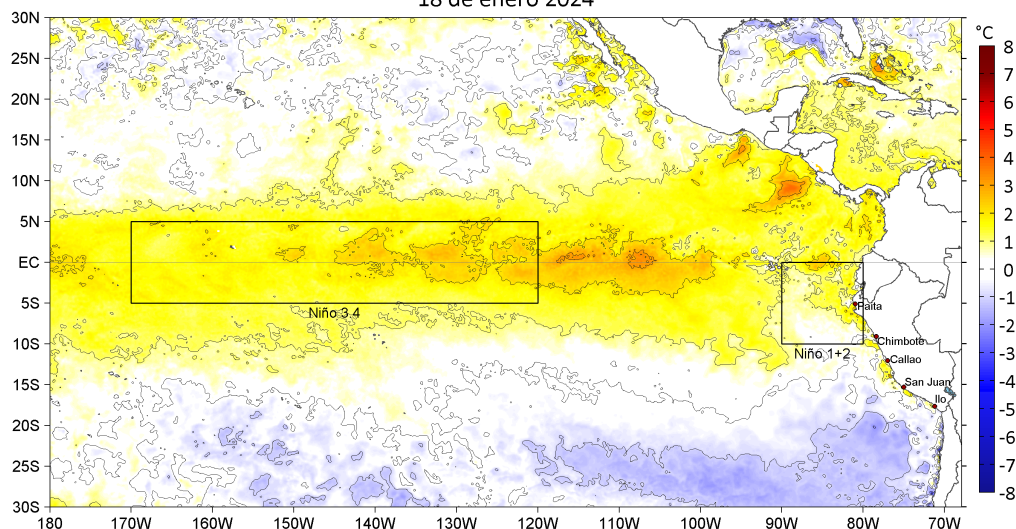 18 de enero 2024
°C
30N
25N
20N
15N
10N
5N
EC
5S
10S
15S
20S
25S
30S
180 170W 160W 150W 140W 130W 120W 110W 100W 90W 80W 70W
Niño 3.4
Niño 1+2
Paita
Chimbote
Callao
San Juan
Ilo
8
7
6
5
4
3
2
1
0
-1
-2
-3
-4
-5
-6
-7
-8